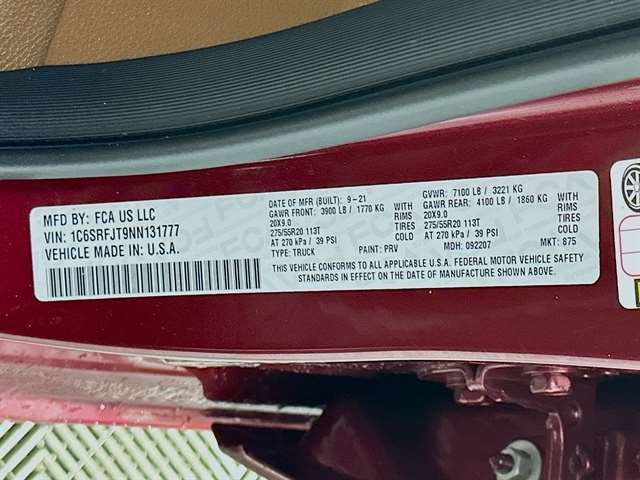 MFD BY: FCA US LLC
VIN: 1C6SRFJT9NN131777
VEHICLE MADE IN: U.S.A.
DATE OF MFR (BUILT): 9-21
GAWR FRONT: 3900 LB / 1770 KG WITH
20X9.0 RIMS
275/55R20 113T TIRES
AT 270 kPa / 39 PSI COLD
TYPE: TRUCK PAINT: PRV
GVWR: 7100 LB / 3221 KG
GAWR REAR: 4100 LB / 1860 KG WITH
20X9.0 RIMS
275/55R20 113T TIRES
AT 270 kPa / 39 PSI COLD
MDH: 092207 MKT: 875
THIS VEHICLE CONFORMS TO ALL APPLICABLE U.S.A. FEDERAL MOTOR VEHICLE SAFETY
STANDARDS IN EFFECT ON THE DATE OF MANUFACTURE SHOWN ABOVE.